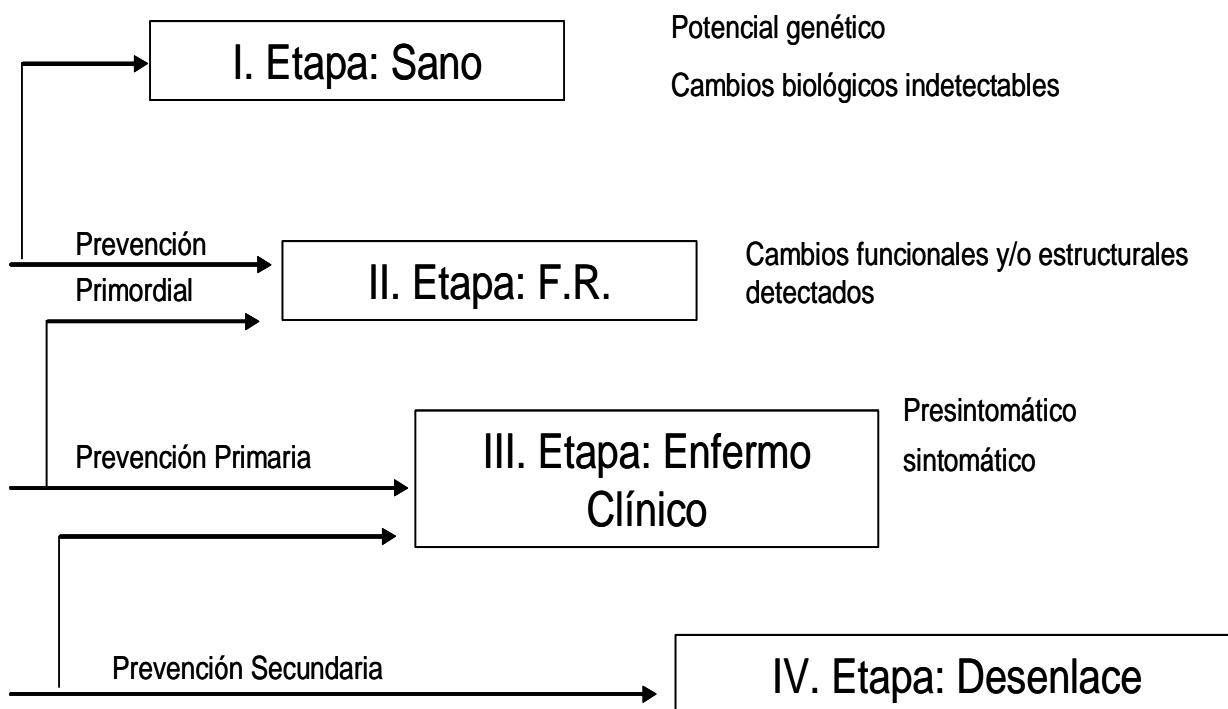 Potencial genético
I. Etapa: Sano
Cambios biológicos indetectables
Prevención
Primordial
II. Etapa: F.R.
Cambios funcionales y/o estructurales
detectados
Prevención Primaria
III. Etapa: Enfermo
Clínico
Presintomático
sintomático
Prevención Secundaria
IV. Etapa: Desenlace